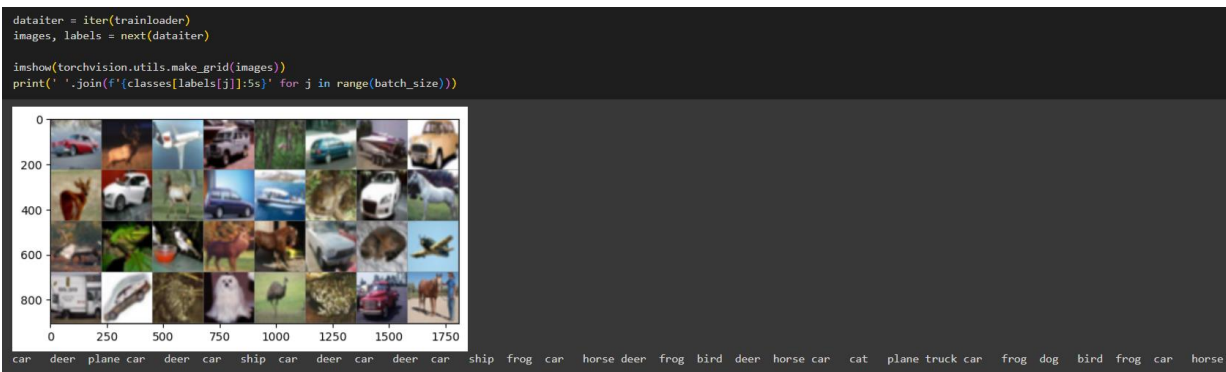 dataiter = iter(trainloader)
images, labels = next(dataiter)
imshow(torchvision.utils.make_grid(images))
print(' '.join(f'{classes[labels[j]]:5s}' for j in range(batch_size)))
0
200
400
600
800
0 250 500 750 1000 1250 1500 1750
car deer plane car deer car ship car deer car deer car ship frog car horse deer frog bird deer horse car cat plane truck car frog dog bird frog car horse